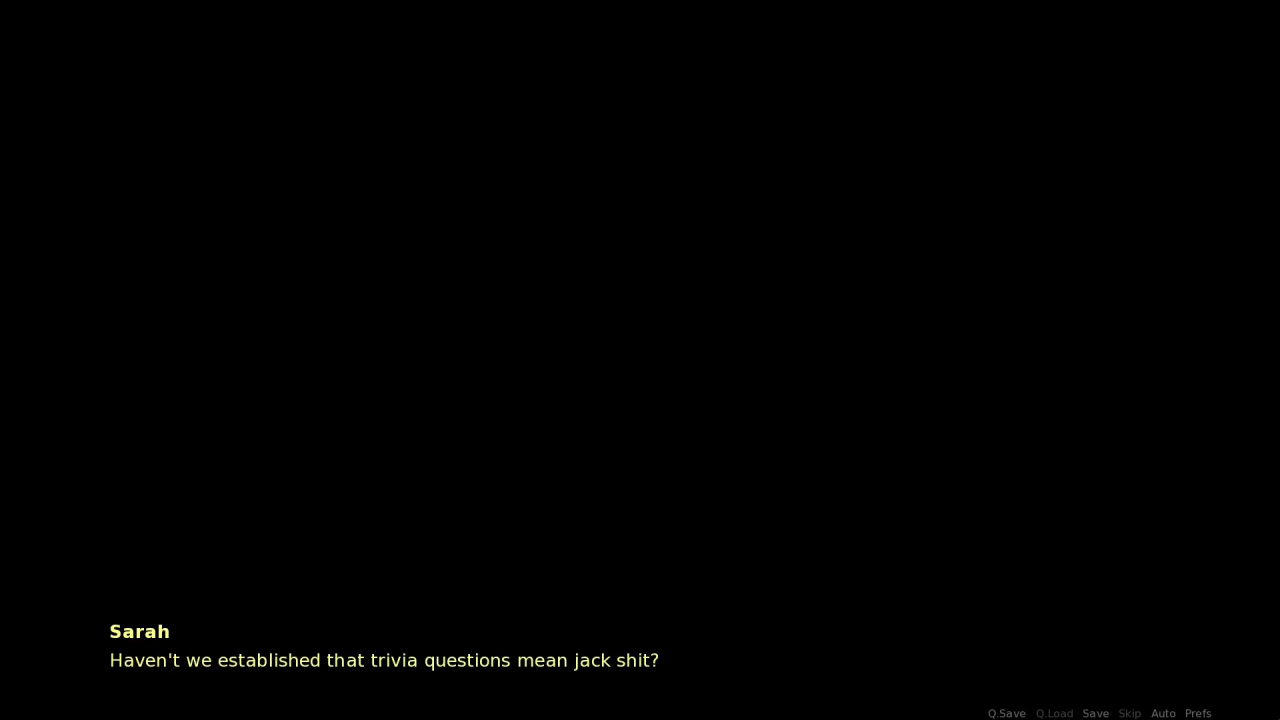 Sarah
Haven't we established that trivia questions mean jack shit?
Q.Save Q.Load Save Skip Auto Prefs